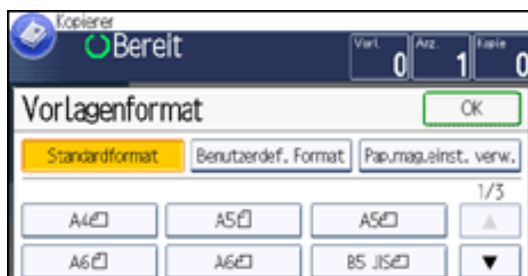 Kopierer
Bereit
Vorl. 0 Anz. 1 Kopie 0
Vorlagenformat OK
Standardformat Benutzerdef. Format Pap.mag.einst. verw.
1/3
A4 A5 A5 ▲
A6 A6 B5 JIS ▼